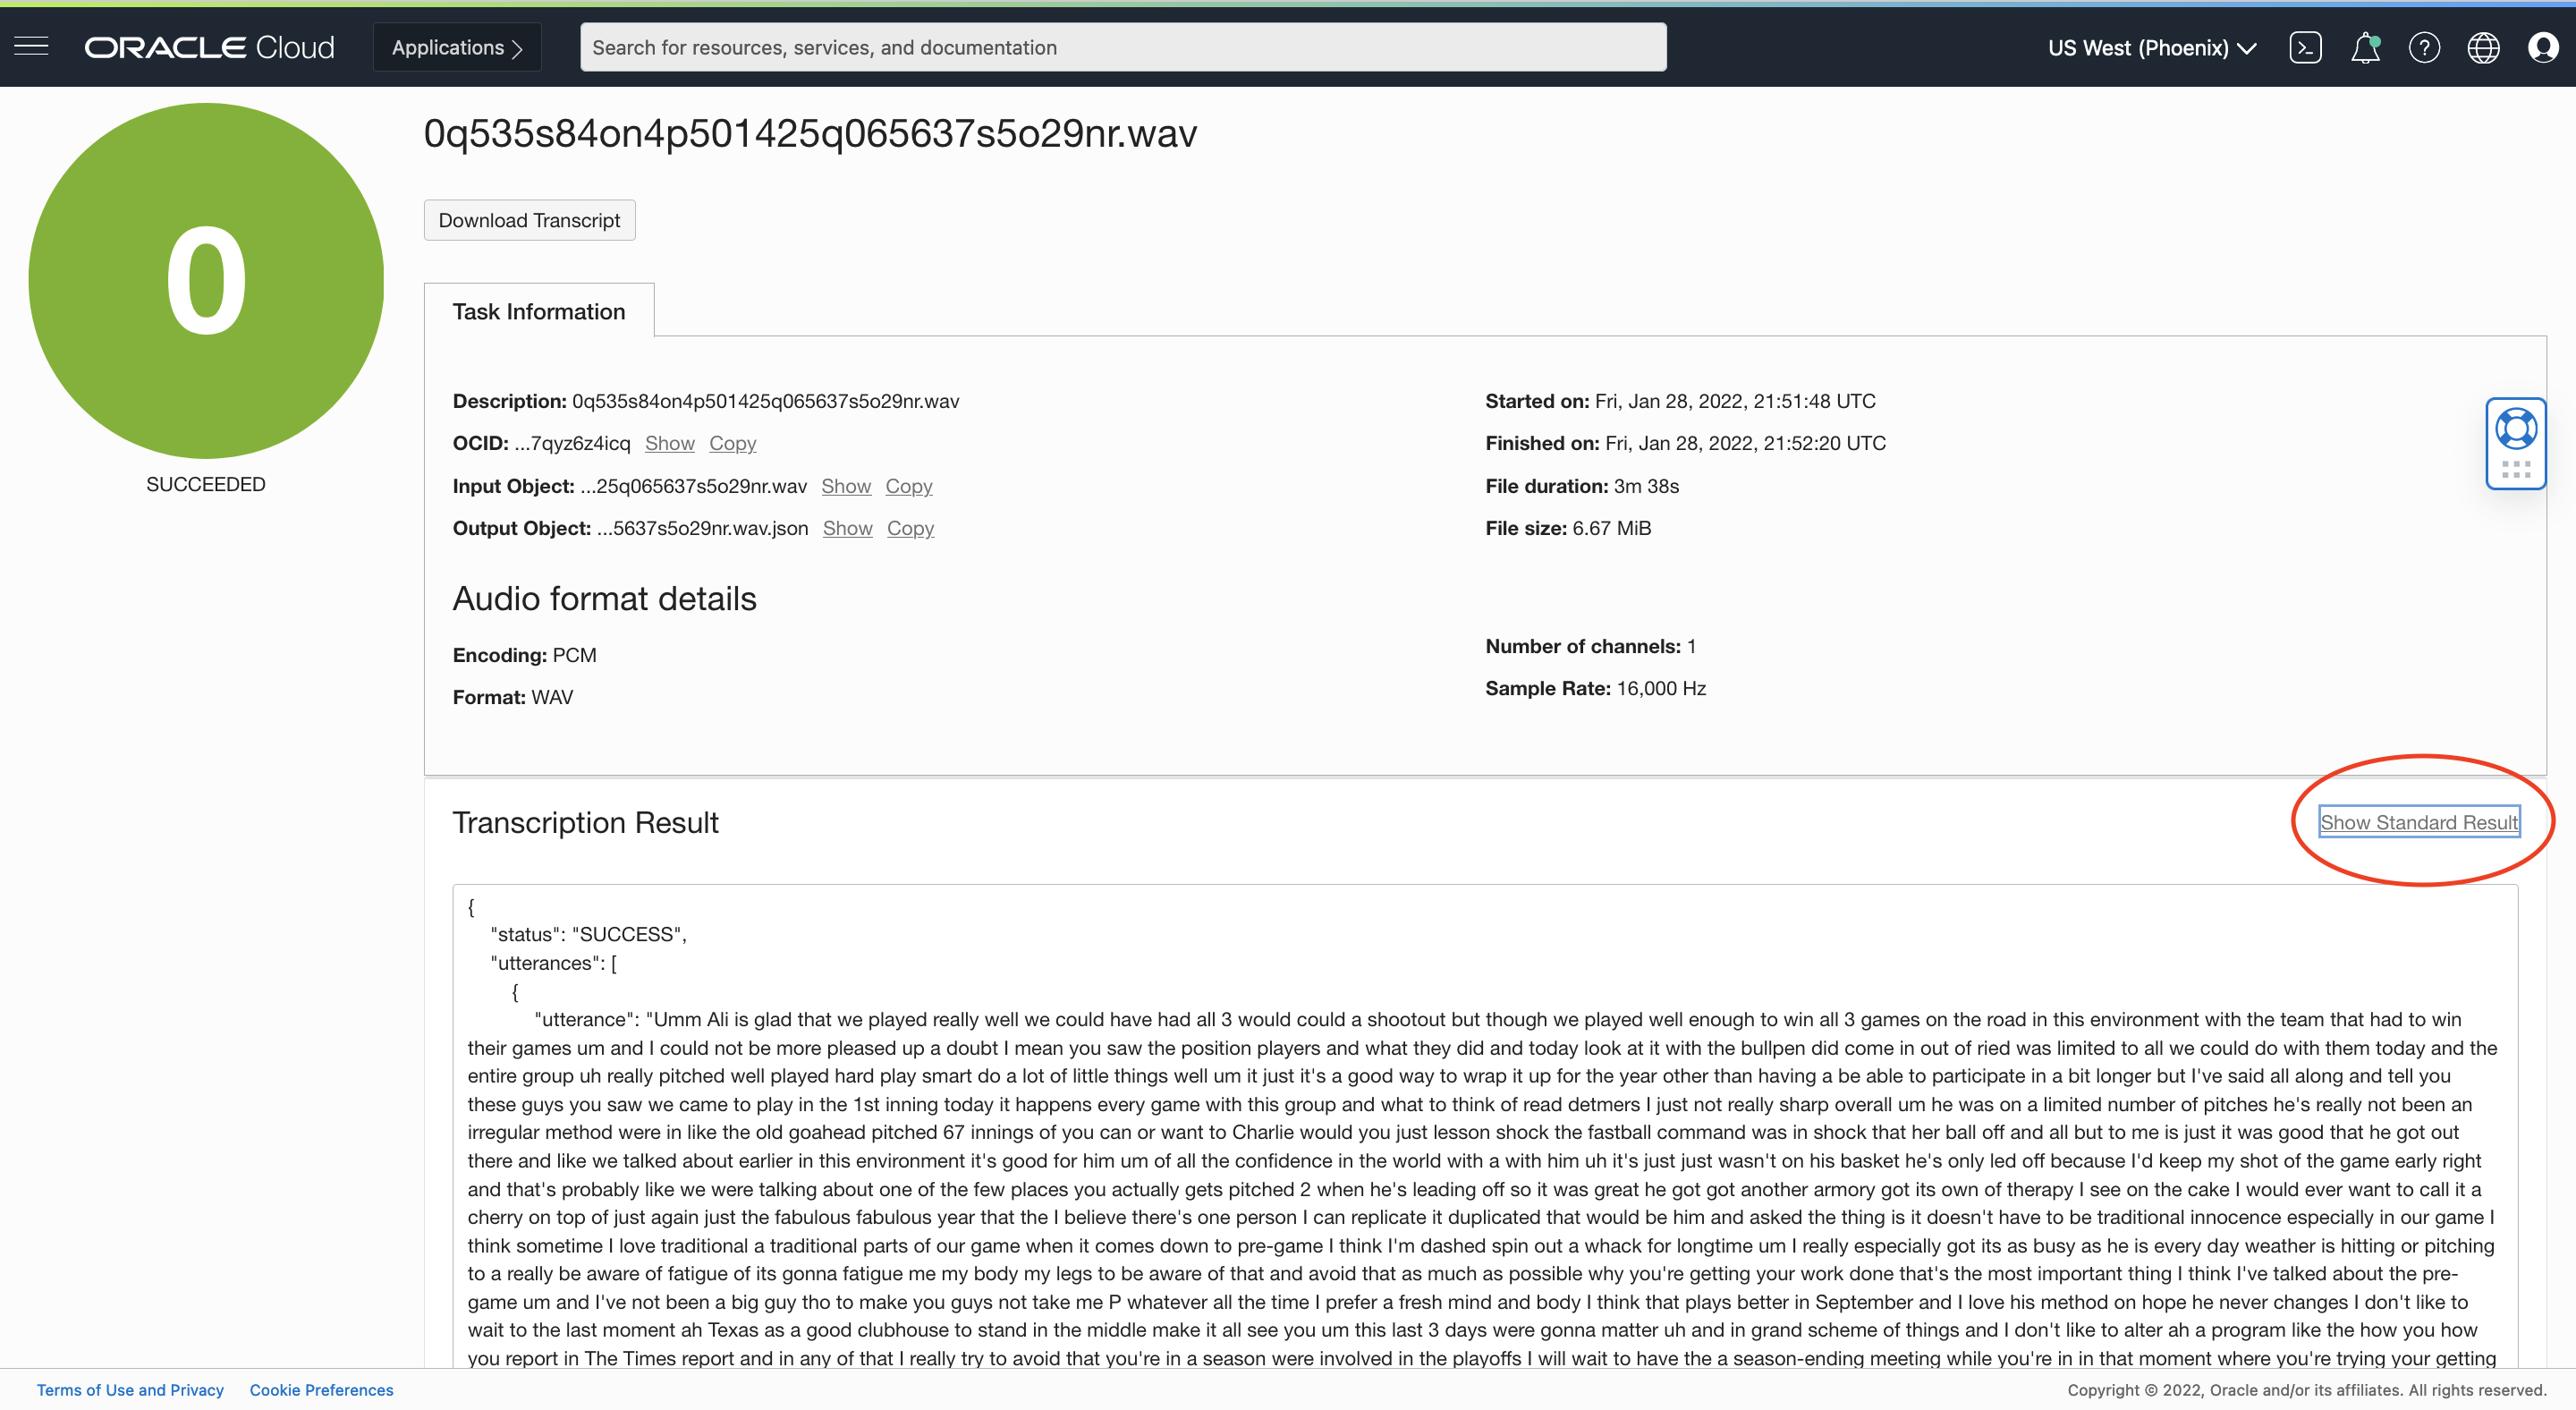 ORACLE Cloud
Applications
Search for resources, services, and documentation
US West (Phoenix)
0
SUCCEEDED
0q535s84on4p501425q065637s5o29nr.wav
Download Transcript
Task Information
Description: 0q535s84on4p501425q065637s5o29nr.wav
OCID: ...7qyz6z4icq Show Copy
Input Object: ...25q065637s5o29nr.wav Show Copy
Output Object: ...5637s5o29nr.wav.json Show Copy
Started on: Fri, Jan 28, 2022, 21:51:48 UTC
Finished on: Fri, Jan 28, 2022, 21:52:20 UTC
File duration: 3m 38s
File size: 6.67 MiB
Audio format details
Encoding: PCM
Format: WAV
Number of channels: 1
Sample Rate: 16,000 Hz
Transcription Result
Show Standard Result
{
"status": "SUCCESS",
"utterances": [
{
"utterance": "Umm Ali is glad that we played really well we could have had all 3 would could a shootout but though we played well enough to win all 3 games on the road in this environment with the team that had to win
their games um and I could not be more pleased up a doubt I mean you saw the position players and what they did and today look at it with the bullpen did come in out of ried was limited to all we could do with them today and the
entire group uh really pitched well played hard play smart do a lot of little things well um it just it's a good way to wrap it up for the year other than having a be able to participate in a bit longer but I've said all along and tell you
these guys you saw we came to play in the 1st inning today it happens every game with this group and what to think of read detmers I just not really sharp overall um he was on a limited number of pitches he's really not been an
irregular method were in like the old goahead pitched 67 innings of you can or want to Charlie would you just lesson shock the fastball command was in shock that her ball off and all but to me is just it was good that he got out
there and like we talked about earlier in this environment it's good for him um of all the confidence in the world with a with him uh it's just just wasn't on his basket he's only led off because I'd keep my shot of the game early right
and that's probably like we were talking about one of the few places you actually gets pitched 2 when he's leading off so it was great he got got another armory got its own of therapy I see on the cake I would ever want to call it a
cherry on top of just again just the fabulous fabulous year that the I believe there's one person I can replicate it duplicated that would be him and asked the thing is it doesn't have to be traditional innocence especially in our game I
think sometime I love traditional a traditional parts of our game when it comes down to pre-game I think I'm dashed spin out a whack for longtime um I really especially got its as busy as he is every day weather is hitting or pitching
to a really be aware of fatigue of its gonna fatigue me my body my legs to be aware of that and avoid that as much as possible why you're getting your work done that's the most important thing I think I've talked about the pre-
game um and I've not been a big guy tho to make you guys not take me P whatever all the time I prefer a fresh mind and body I think that plays better in September and I love his method on hope he never changes I don't like to
wait to the last moment ah Texas as a good clubhouse to stand in the middle make it all see you um this last 3 days were gonna matter uh and in grand scheme of things and I don't like to alter ah a program like the how you how
you report in The Times report and in any of that I really try to avoid that you're in a season were involved in the playoffs I will wait to have the a season-ending meeting while you're in in that moment where you're trying your getting
Terms of Use and Privacy
Cookie Preferences
Copyright © 2022, Oracle and/or its affiliates. All rights reserved.